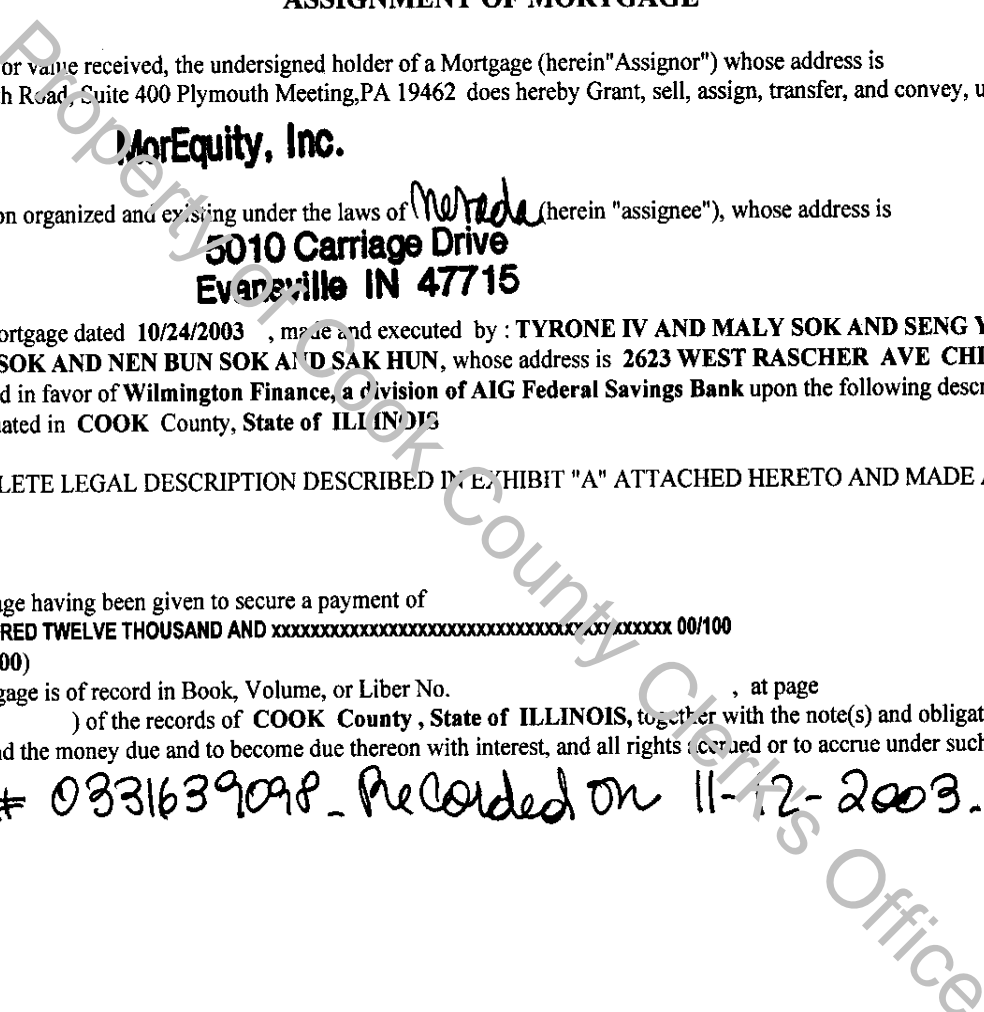 ASSIGNMENT OF MORTGAGE
or value received, the undersigned holder of a Mortgage (herein"Assignor") whose address is
h Road, Suite 400 Plymouth Meeting,PA 19462 does hereby Grant, sell, assign, transfer, and convey, u
MorEquity, Inc.
on organized and existing under the laws of Nevada (herein "assignee"), whose address is
5010 Carriage Drive
Evansville IN 47715
ortgage dated 10/24/2003 , made and executed by : TYRONE IV AND MALY SOK AND SENG Y
SOK AND NEN BUN SOK AND SAK HUN, whose address is 2623 WEST RASCHER AVE CHI
d in favor of Wilmington Finance, a division of AIG Federal Savings Bank upon the following descr
uated in COOK County, State of ILLINOIS
LETE LEGAL DESCRIPTION DESCRIBED IN EXHIBIT "A" ATTACHED HERETO AND MADE A
age having been given to secure a payment of
RED TWELVE THOUSAND AND xxxxxxxxxxxxxxxxxxxxxxxxxxxxxxxxxxxxxxxxxxxxxxx 00/100
00)
gage is of record in Book, Volume, or Liber No. , at page
) of the records of COOK County , State of ILLINOIS, together with the note(s) and obligat
nd the money due and to become due thereon with interest, and all rights accrued or to accrue under such
# 0331639098 - Recorded on 11-12-2003.
Property of Cook County Clerk's Office